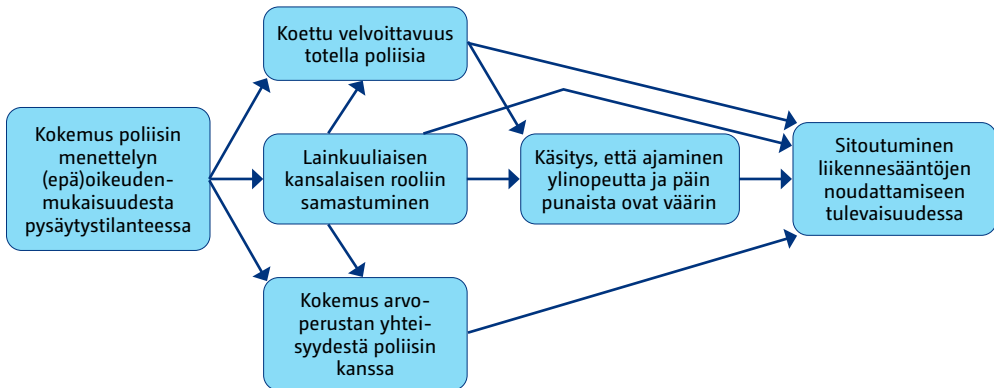 Koettu velvoittavuus
totella poliisia
Kokemus poliisin
menettelyn
(epä)oikeuden-
mukaisuudesta
pysäytystilanteessa
Lainkuuliaisen
kansalaisen rooliin
samastuminen
Käsitys, että ajaminen
ylinopeutta ja päin
punaista ovat väärin
Sitoutuminen
liikennesääntöjen
noudattamiseen
tulevaisuudessa
Kokemus arvo-
perustan yhtei-
syydestä poliisin
kanssa